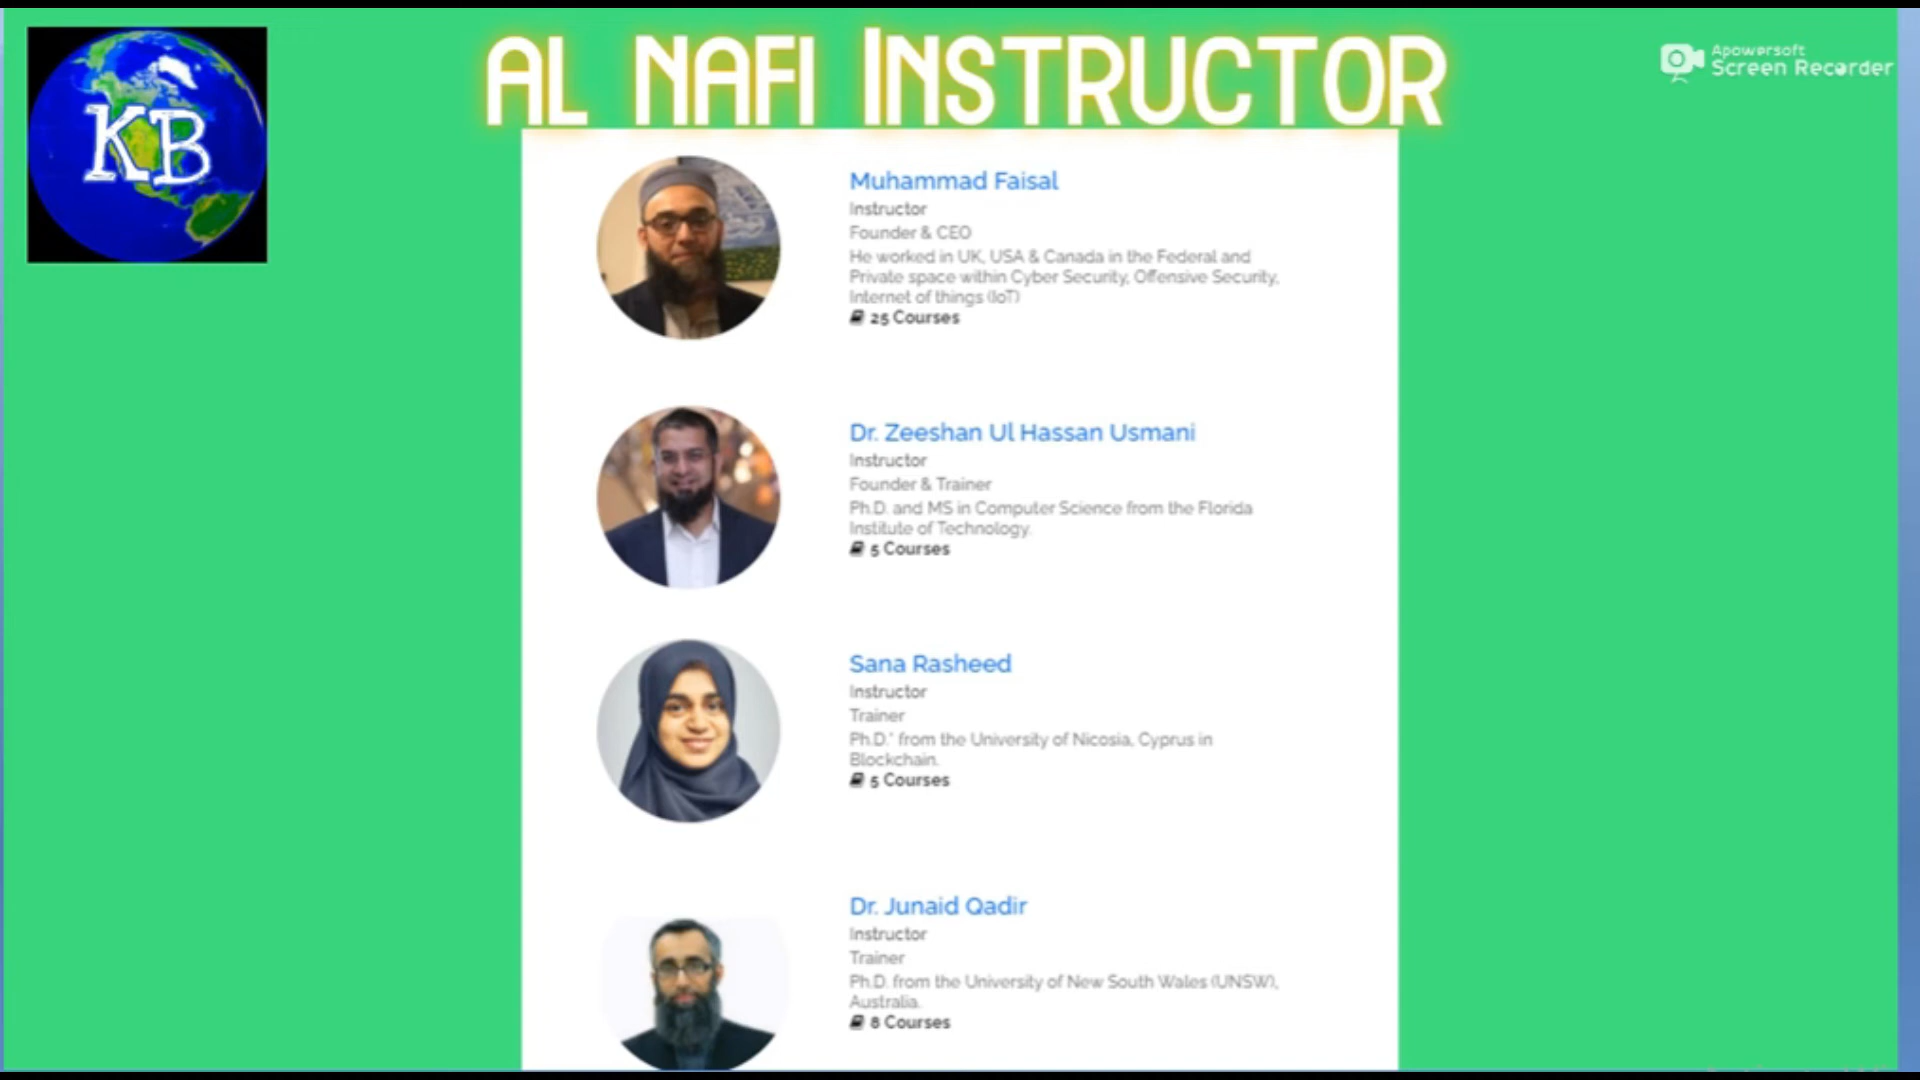 KB
AL NAFI INSTRUCTOR
Apowersoft
Screen Recorder
Muhammad Faisal
Instructor
Founder & CEO
He worked in UK, USA & Canada in the Federal and
Private space within Cyber Security, Offensive Security,
Internet of things (IoT)
25 Courses
Dr. Zeeshan Ul Hassan Usmani
Instructor
Founder & Trainer
Ph.D. and MS in Computer Science from the Florida
Institute of Technology.
5 Courses
Sana Rasheed
Instructor
Trainer
Ph.D.* from the University of Nicosia, Cyprus in
Blockchain.
5 Courses
Dr. Junaid Qadir
Instructor
Trainer
Ph.D. from the University of New South Wales (UNSW),
Australia.
8 Courses